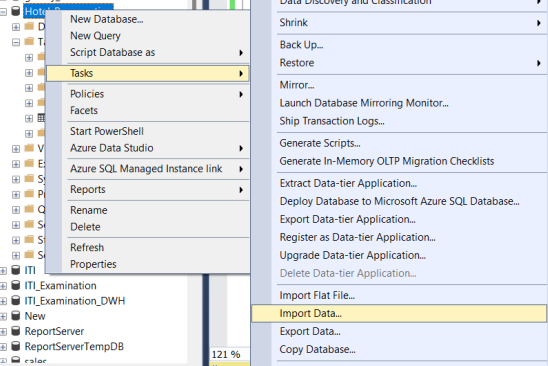 New Database...
New Query
Script Database as
Tasks
Policies
Facets
Start PowerShell
Azure Data Studio
Azure SQL Managed Instance link
Reports
Rename
Delete
Refresh
Properties
Data Discovery and Classification
Shrink
Back Up...
Restore
Mirror...
Launch Database Mirroring Monitor...
Ship Transaction Logs...
Generate Scripts...
Generate In-Memory OLTP Migration Checklists
Extract Data-tier Application...
Deploy Database to Microsoft Azure SQL Database...
Export Data-tier Application...
Register as Data-tier Application...
Upgrade Data-tier Application...
Delete Data-tier Application...
Import Flat File...
Import Data...
Export Data...
Copy Database...
ITI
ITI_Examination
ITI_Examination_DWH
New
ReportServer
ReportServerTempDB
sales
121 %